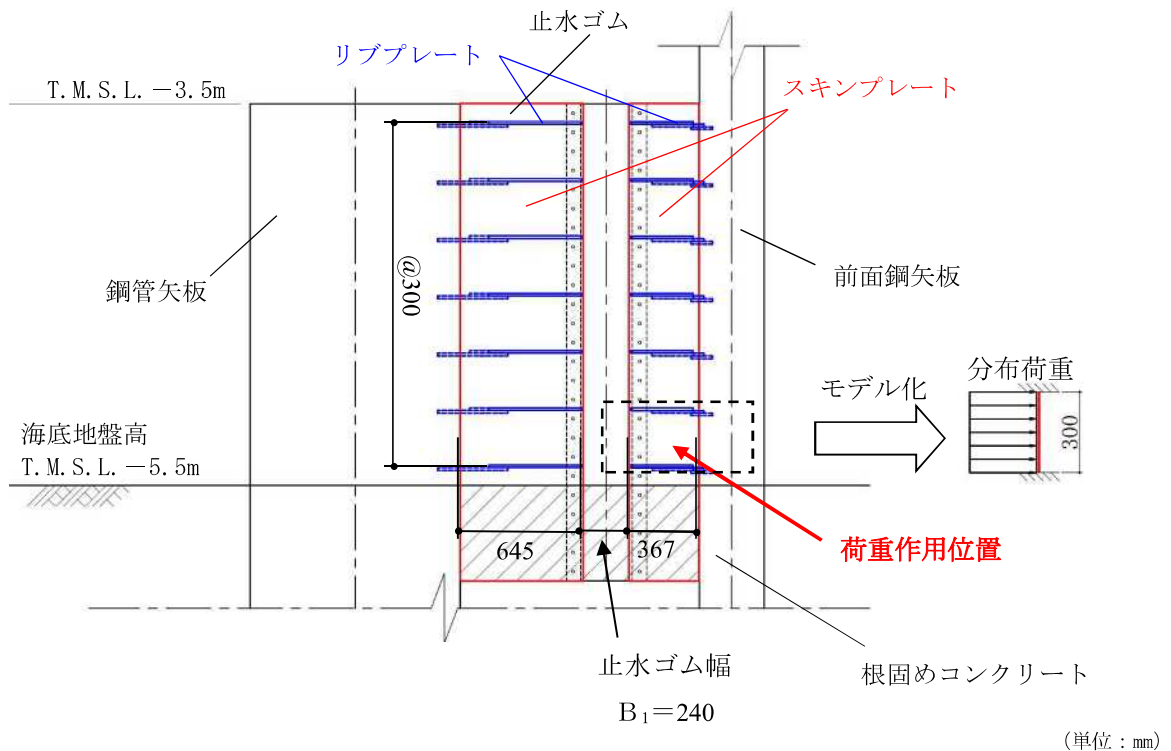 止水ゴム
リブプレート
T.M.S.L.－3.5m
スキンプレート
@300
鋼管矢板
前面鋼矢板
モデル化
分布荷重
300
海底地盤高
T.M.S.L.－5.5m
645
367
荷重作用位置
止水ゴム幅
B₁＝240
根固めコンクリート
(単位：mm)